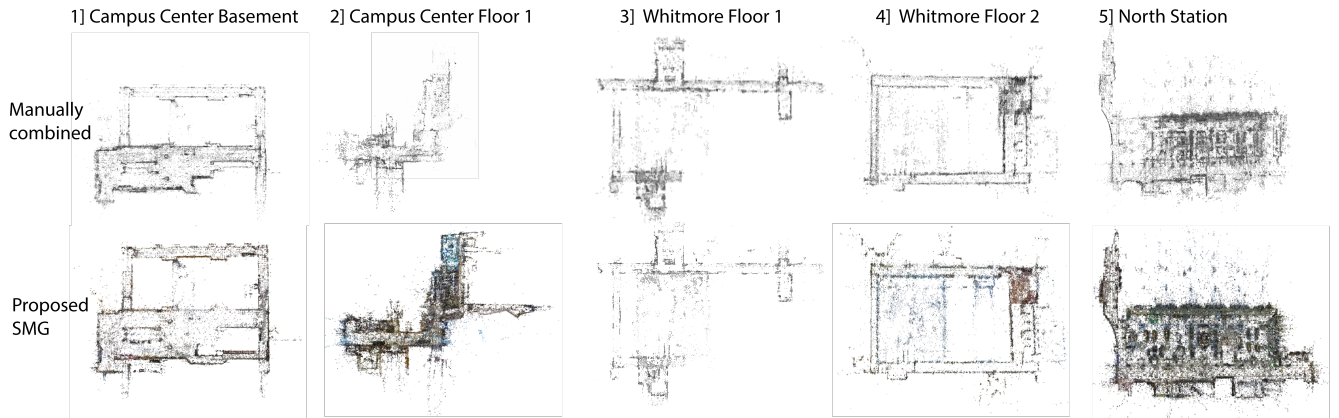 1] Campus Center Basement
2] Campus Center Floor 1
3] Whitmore Floor 1
4] Whitmore Floor 2
5] North Station
Manually
combined
Proposed
SMG